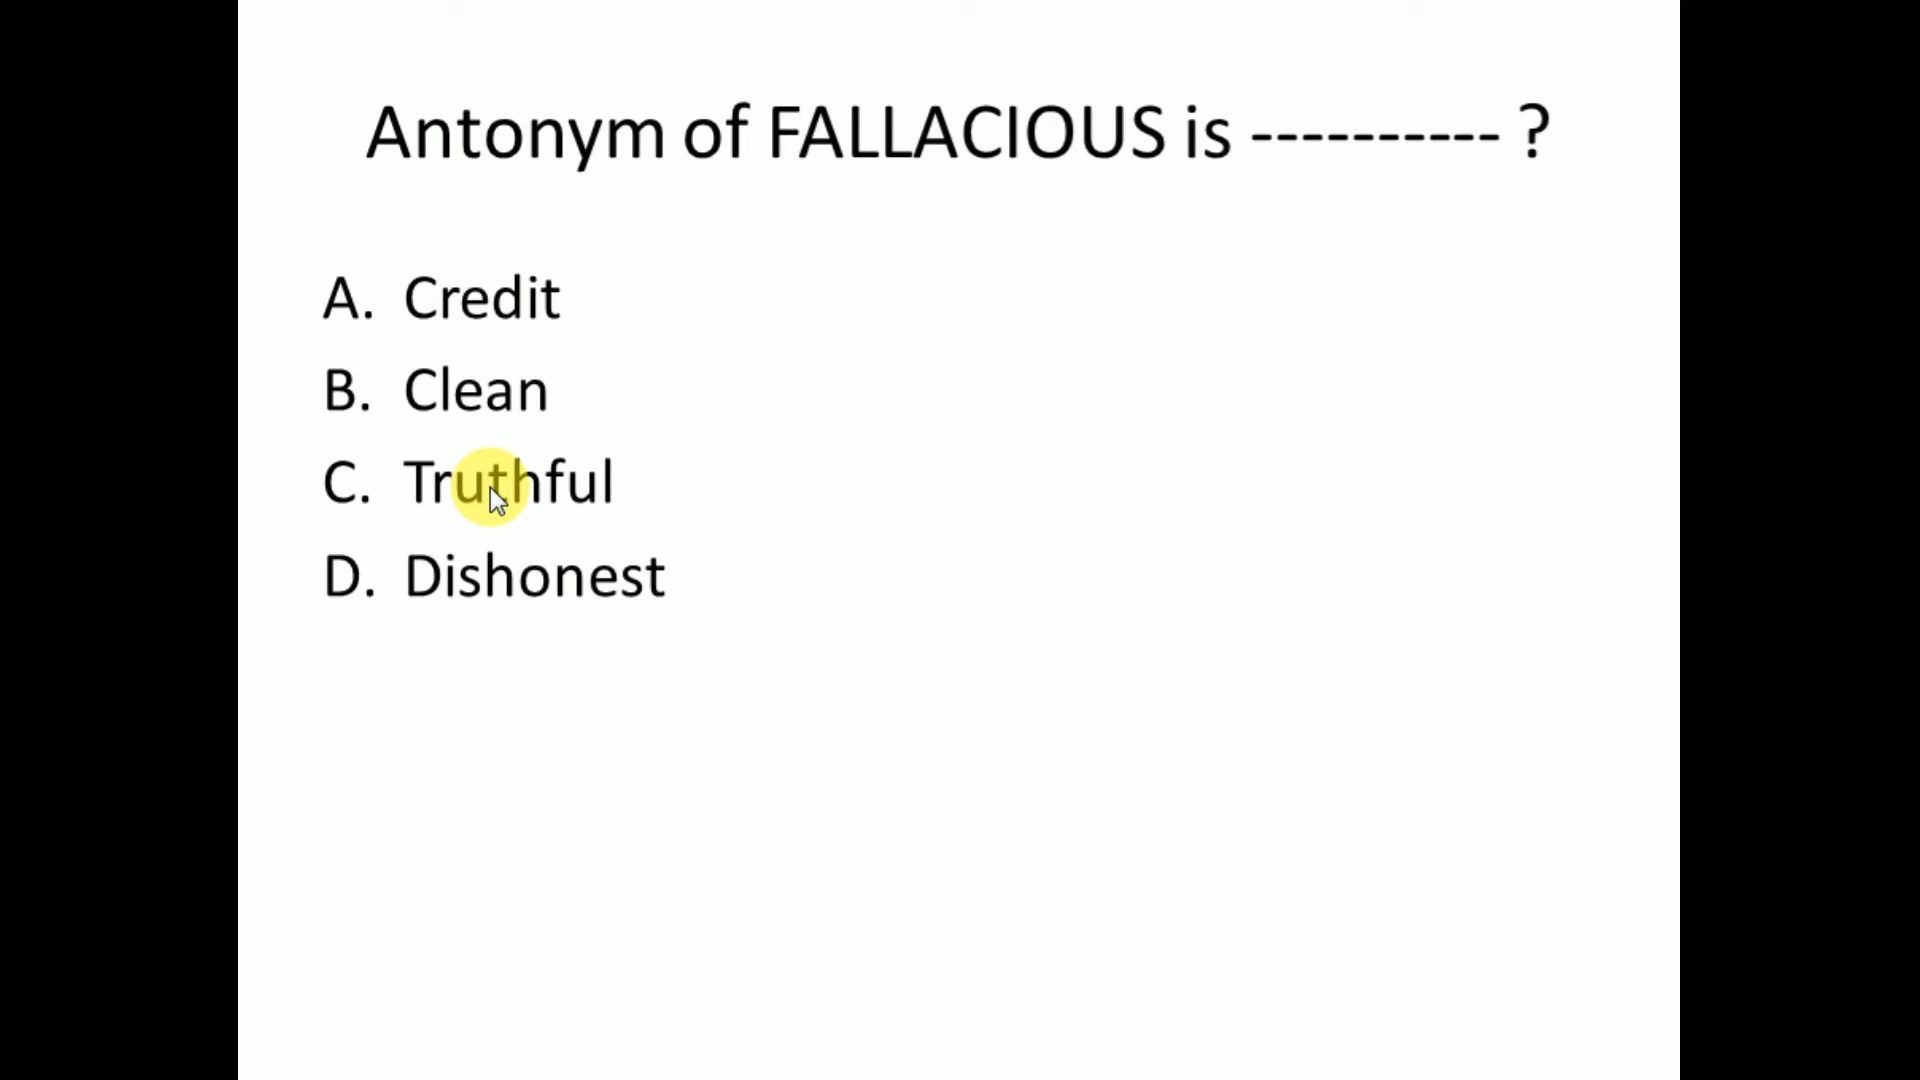 Antonym of FALLACIOUS is ---------- ?
A. Credit
B. Clean
C. Truthful
D. Dishonest